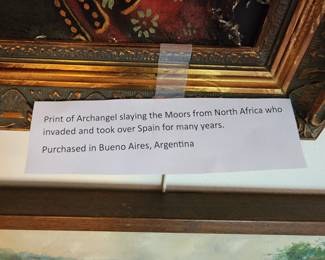 Print of Archangel slaying the Moors from North Africa who
invaded and took over Spain for many years.
Purchased in Bueno Aires, Argentina